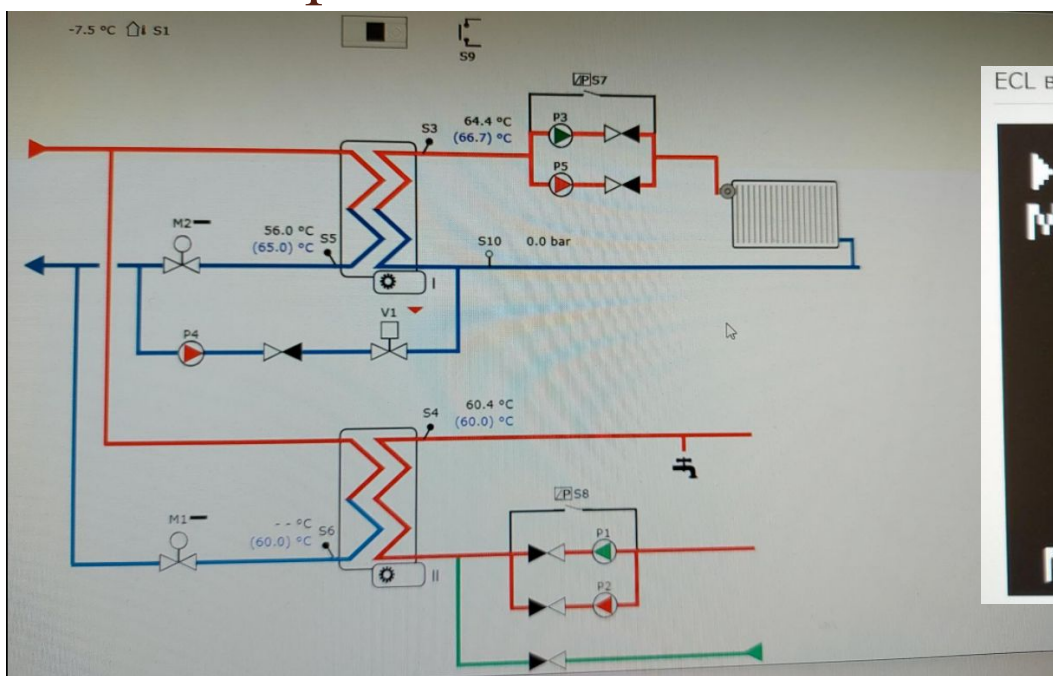 -7.5 °C S1
S9
ECL B
P S7
P3
64.4 °C
S3
(66.7) °C
P5
M2
56.0 °C
S5
(65.0) °C
S10 0.0 bar
I
V1
P4
60.4 °C
S4
(60.0) °C
P S8
M1
- - °C
S6
(60.0) °C
P1
II
P2